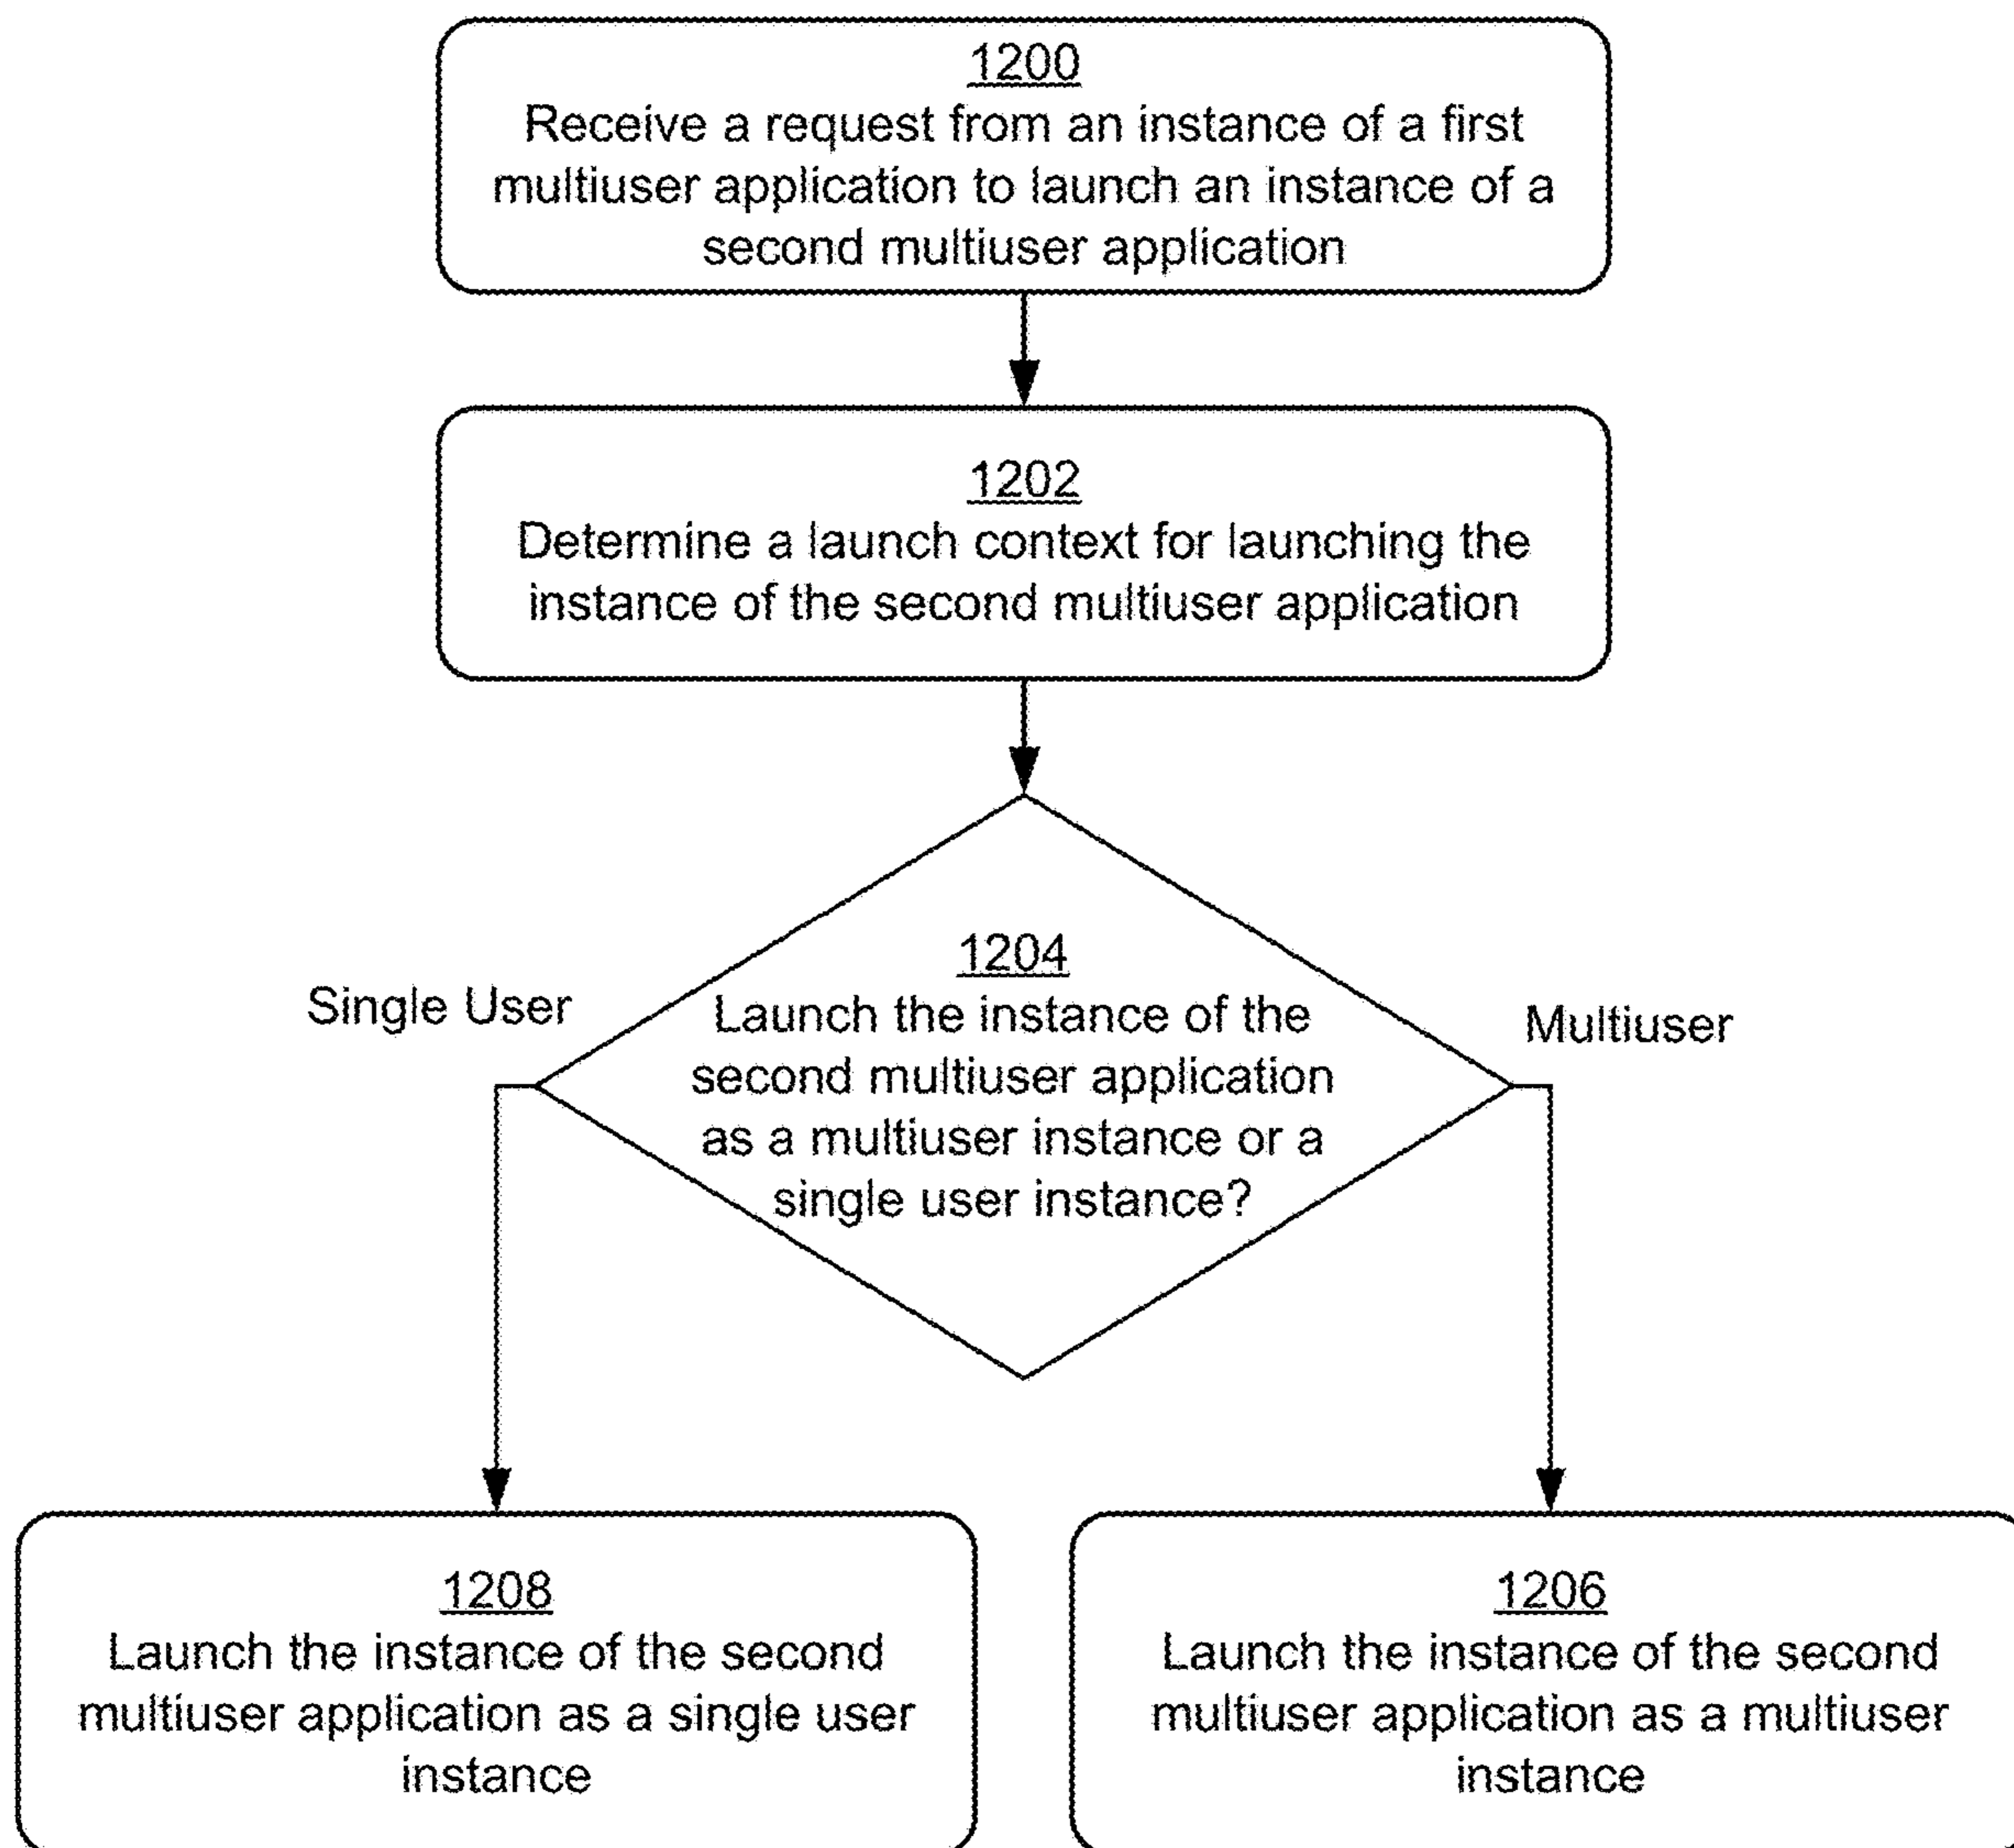 1200
Receive a request from an instance of a first
multiuser application to launch an instance of a
second multiuser application
1202
Determine a launch context for launching the
instance of the second multiuser application
1204
Launch the instance of the
second multiuser application
as a multiuser instance or a
single user instance?
Single User
Multiuser
1208
Launch the instance of the second
multiuser application as a single user
instance
1206
Launch the instance of the second
multiuser application as a multiuser
instance